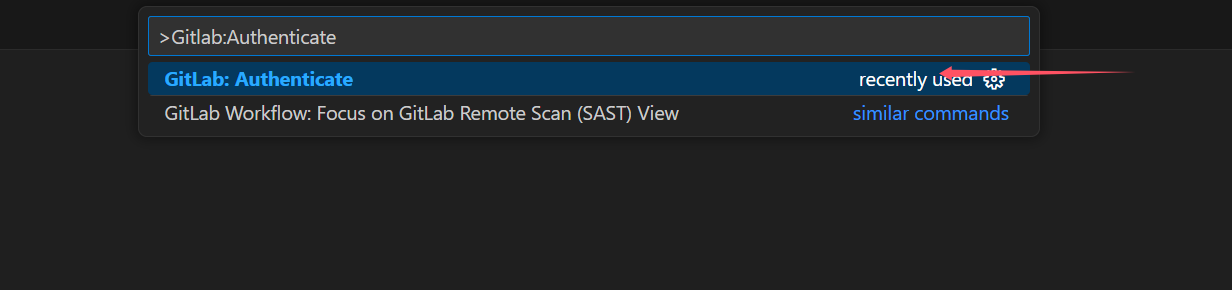 >Gitlab:Authenticate
GitLab: Authenticate recently used
GitLab Workflow: Focus on GitLab Remote Scan (SAST) View similar commands